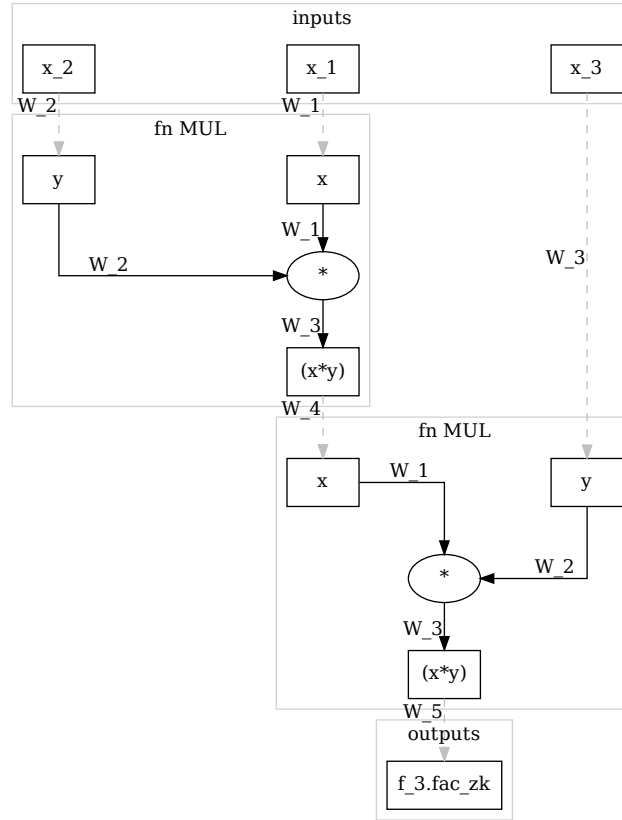 inputs
x_2
x_1
x_3
W_2
W_1
fn MUL
y
x
W_1
W_2
*
W_3
W_3
(x*y)
W_4
fn MUL
x
W_1
y
*
W_2
W_3
(x*y)
W_5
outputs
f_3.fac_zk